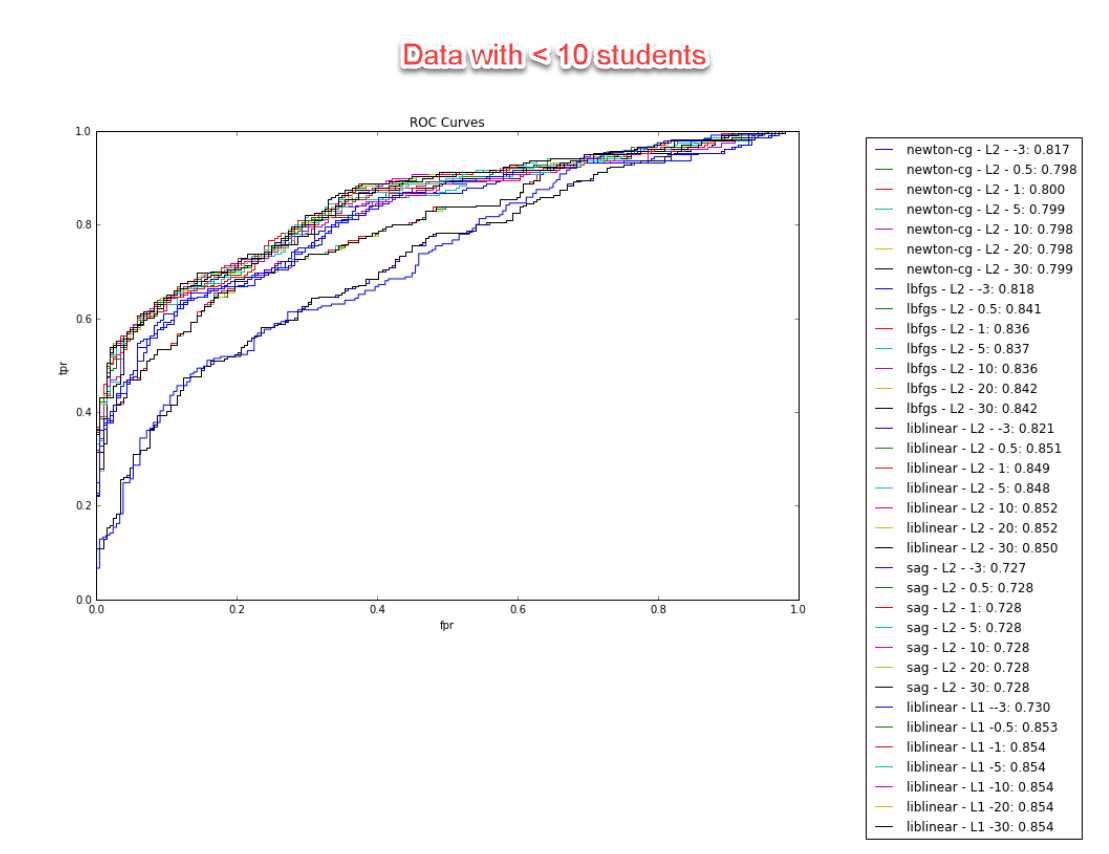 Data with < 10 students
ROC Curves
1.0
0.8
0.6
0.4
0.2
0.0
tpr
0.0 0.2 0.4 0.6 0.8 1.0
fpr
newton-cg - L2 - -3: 0.817
newton-cg - L2 - 0.5: 0.798
newton-cg - L2 - 1: 0.800
newton-cg - L2 - 5: 0.799
newton-cg - L2 - 10: 0.798
newton-cg - L2 - 20: 0.798
newton-cg - L2 - 30: 0.799
lbfgs - L2 - -3: 0.818
lbfgs - L2 - 0.5: 0.841
lbfgs - L2 - 1: 0.836
lbfgs - L2 - 5: 0.837
lbfgs - L2 - 10: 0.836
lbfgs - L2 - 20: 0.842
lbfgs - L2 - 30: 0.842
liblinear - L2 - -3: 0.821
liblinear - L2 - 0.5: 0.851
liblinear - L2 - 1: 0.849
liblinear - L2 - 5: 0.848
liblinear - L2 - 10: 0.852
liblinear - L2 - 20: 0.852
liblinear - L2 - 30: 0.850
sag - L2 - -3: 0.727
sag - L2 - 0.5: 0.728
sag - L2 - 1: 0.728
sag - L2 - 5: 0.728
sag - L2 - 10: 0.728
sag - L2 - 20: 0.728
sag - L2 - 30: 0.728
liblinear - L1 --3: 0.730
liblinear - L1 -0.5: 0.853
liblinear - L1 -1: 0.854
liblinear - L1 -5: 0.854
liblinear - L1 -10: 0.854
liblinear - L1 -20: 0.854
liblinear - L1 -30: 0.854